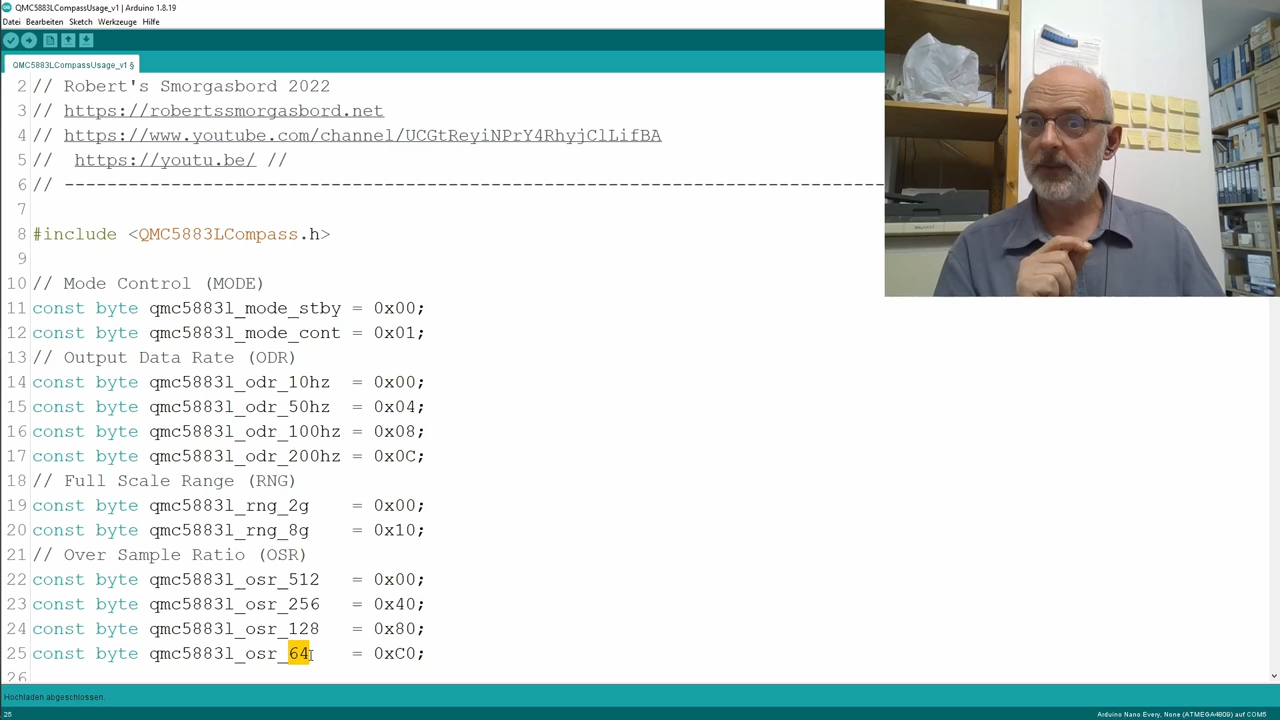 QMC5883LCompassUsage_v1 | Arduino 1.8.19
Datei Bearbeiten Sketch Werkzeuge Hilfe
QMC5883LCompassUsage_v1 §
2 // Robert's Smorgasbord 2022
3 // https://robertssmorgasbord.net
4 // https://www.youtube.com/channel/UCGtReyiNPrY4RhyjClLifBA
5 //  https://youtu.be/ //
6 // -----------------------------------------------------------------------------
7
8 #include <QMC5883LCompass.h>
9
10 // Mode Control (MODE)
11 const byte qmc5883l_mode_stby = 0x00;
12 const byte qmc5883l_mode_cont = 0x01;
13 // Output Data Rate (ODR)
14 const byte qmc5883l_odr_10hz  = 0x00;
15 const byte qmc5883l_odr_50hz  = 0x04;
16 const byte qmc5883l_odr_100hz = 0x08;
17 const byte qmc5883l_odr_200hz = 0x0C;
18 // Full Scale Range (RNG)
19 const byte qmc5883l_rng_2g    = 0x00;
20 const byte qmc5883l_rng_8g    = 0x10;
21 // Over Sample Ratio (OSR)
22 const byte qmc5883l_osr_512   = 0x00;
23 const byte qmc5883l_osr_256   = 0x40;
24 const byte qmc5883l_osr_128   = 0x80;
25 const byte qmc5883l_osr_64    = 0xC0;
26
Hochladen abgeschlossen.
25
Arduino Nano Every, None (ATMEGA4809) auf COM5